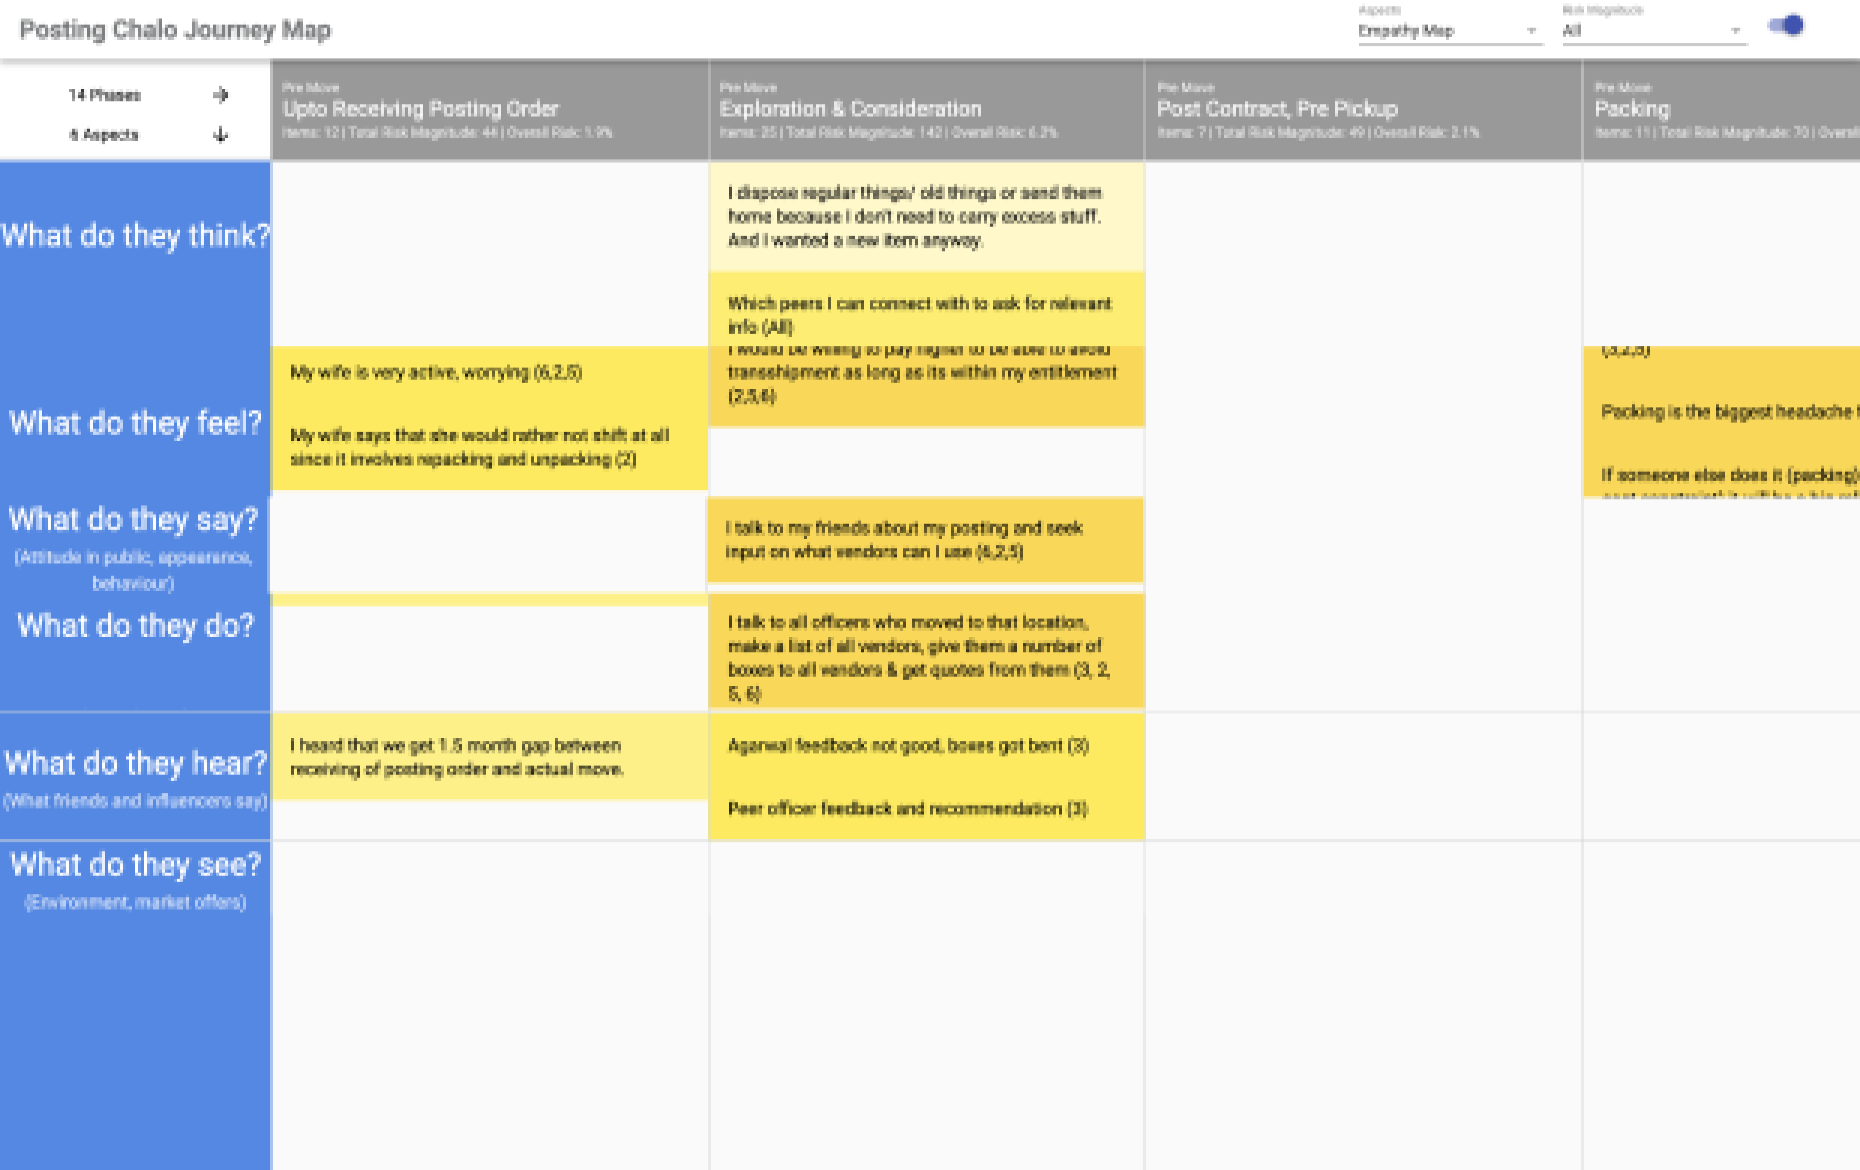 Posting Chalo Journey Map
Aspects
Empathy Map
Risk Magnitude
All
14 Phases
6 Aspects
Pre Move
Upto Receiving Posting Order
Items: 12 | Total Risk Magnitude: 44 | Overall Risk: 1.9%
Pre Move
Exploration & Consideration
Items: 25 | Total Risk Magnitude: 142 | Overall Risk: 6.2%
Pre Move
Post Contract, Pre Pickup
Items: 7 | Total Risk Magnitude: 49 | Overall Risk: 2.1%
Pre Move
Packing
Items: 11 | Total Risk Magnitude: 70 | Overall
What do they think?
I dispose regular things/ old things or send them
home because I don't need to carry excess stuff.
And I wanted a new item anyway.
Which peers I can connect with to ask for relevant
info (All)
What do they feel?
My wife is very active, worrying (6,2,5)
My wife says that she would rather not shift at all
since it involves repacking and unpacking (2)
I would be willing to pay higher to be able to avoid
transshipment as long as its within my entitlement
(2,5,6)
Packing is the biggest headache
If someone else does it (packing)
What do they say?
(Attitude in public, appearance,
behaviour)
I talk to my friends about my posting and seek
input on what vendors can I use (6,2,5)
What do they do?
I talk to all officers who moved to that location,
make a list of all vendors, give them a number of
boxes to all vendors & get quotes from them (3, 2,
5, 6)
What do they hear?
(What friends and influencers say)
I heard that we get 1.5 month gap between
receiving of posting order and actual move.
Agarwal feedback not good, boxes got bent (3)
Peer officer feedback and recommendation (3)
What do they see?
(Environment, market offers)